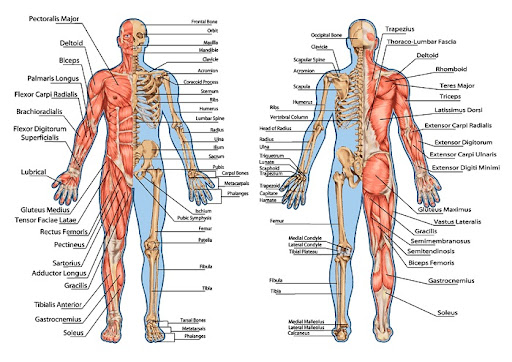 Pectoralis Major
Deltoid
Biceps
Palmaris Longus
Flexor Carpi Radialis
Brachioradialis
Flexor Digitorum
Superficialis
Lubrical
Gluteus Medius
Tensor Faciae Latae
Rectus Femoris
Pectineus
Sartorius
Adductor Longus
Gracilis
Tibialis Anterior
Gastrocnemius
Soleus
Frontal Bone
Orbit
Maxilla
Mandible
Clavicle
Acromion
Coracoid Process
Sternum
Ribs
Humerus
Lumbar Spine
Radius
Ulna
Ilium
Sacrum
Pubis
Carpal Bones
Metacarpals
Phalanges
Ischium
Pubic Symphysis
Femur
Patella
Fibula
Tibia
Tarsal Bones
Metatarsals
Phalanges
Occipital Bone
Clavicle
Scapular Spine
Acromion
Scapula
Humerus
Ribs
Vertebral Column
Head of Radius
Radius
Ulna
Triquetrum
Lunate
Scaphoid
Trapezium
Trapezoid
Capitate
Hamate
Femur
Medial Condyle
Lateral Condyle
Tibial Plateau
Fibula
Tibia
Medial Malleolus
Lateral Malleolus
Calcaneus
Trapezius
Thoraco-Lumbar Fascia
Deltoid
Rhomboid
Teres Major
Triceps
Latissimus Dorsi
Extensor Carpi Radialis
Extensor Digitorum
Extensor Carpi Ulnaris
Extensor Digiti Minimi
Gluteus Maximus
Vastus Lateralis
Gracilis
Semimembranosus
Semitendinosis
Biceps Femoris
Gastrocnemius
Soleus